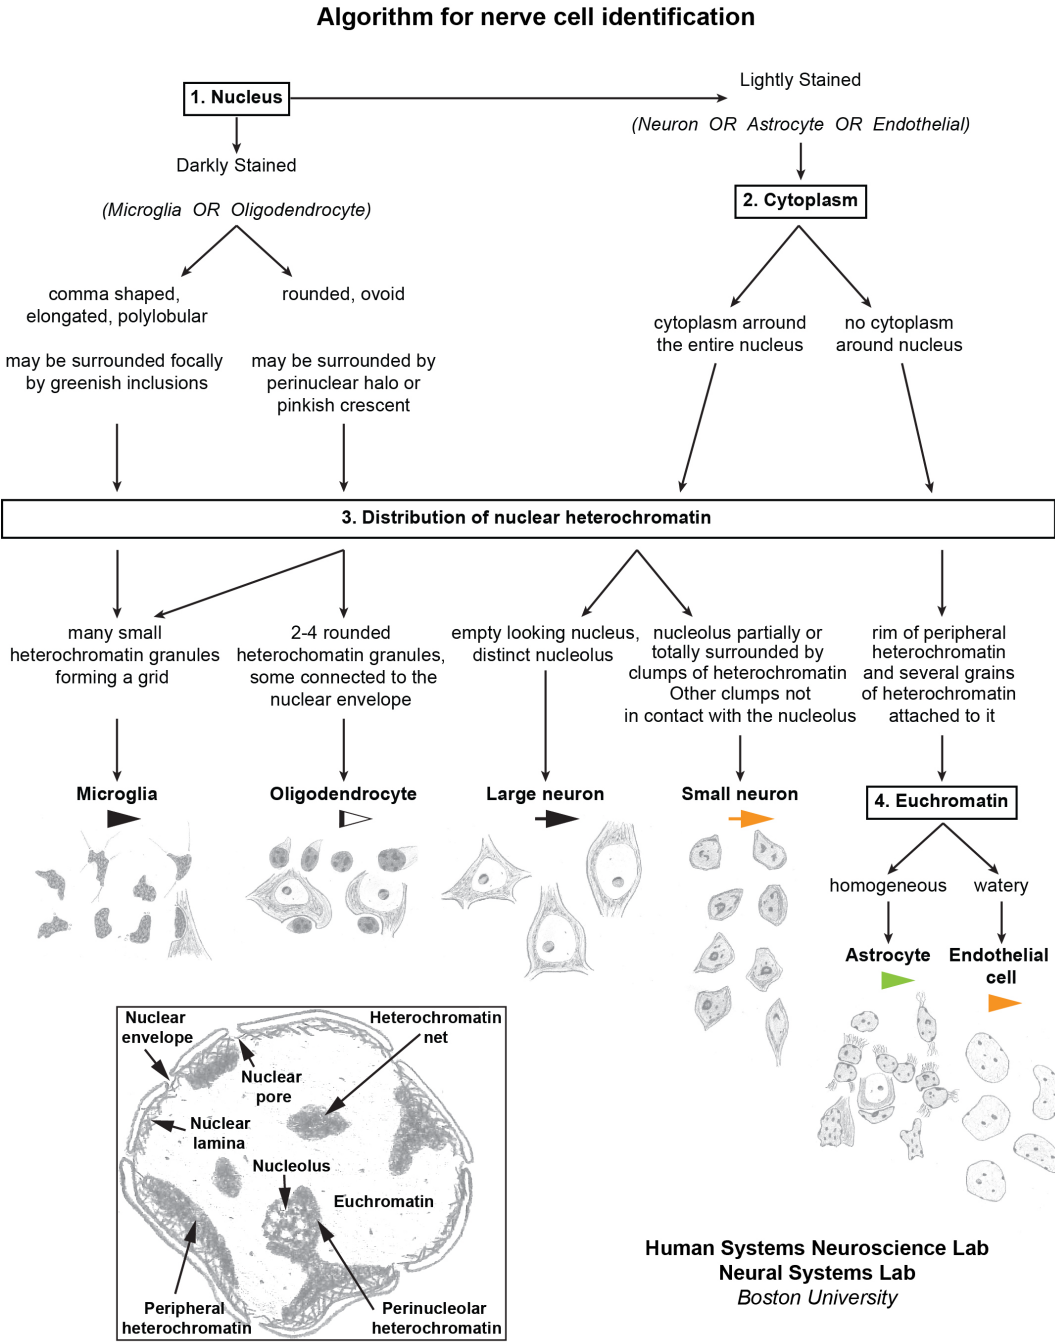 Algorithm for nerve cell identification
1. Nucleus
Lightly Stained
(Neuron OR Astrocyte OR Endothelial)
Darkly Stained
(Microglia OR Oligodendrocyte)
2. Cytoplasm
comma shaped,
elongated, polylobular
may be surrounded focally
by greenish inclusions
rounded, ovoid
may be surrounded by
perinuclear halo or
pinkish crescent
cytoplasm arround
the entire nucleus
no cytoplasm
around nucleus
3. Distribution of nuclear heterochromatin
many small
heterochromatin granules
forming a grid
2-4 rounded
heterochomatin granules,
some connected to the
nuclear envelope
empty looking nucleus,
distinct nucleolus
nucleolus partially or
totally surrounded by
clumps of heterochromatin
Other clumps not
in contact with the nucleolus
rim of peripheral
heterochromatin
and several grains
of heterochromatin
attached to it
Microglia
Oligodendrocyte
Large neuron
Small neuron
4. Euchromatin
homogeneous
watery
Astrocyte
Endothelial
cell
Nuclear
envelope
Heterochromatin
net
Nuclear
pore
Nuclear
lamina
Nucleolus
Euchromatin
Peripheral
heterochromatin
Perinucleolar
heterochromatin
Human Systems Neuroscience Lab
Neural Systems Lab
Boston University